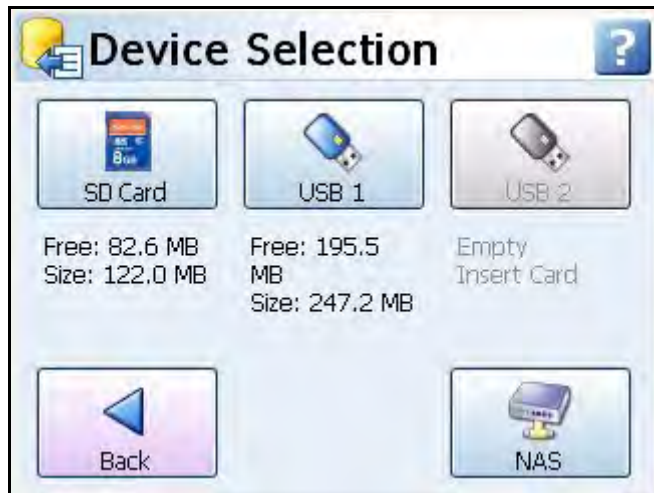 Device Selection
?
8GB
SD Card
USB 1
USB 2
Free: 82.6 MB
Size: 122.0 MB
Free: 195.5
MB
Size: 247.2 MB
Empty
Insert Card
Back
NAS